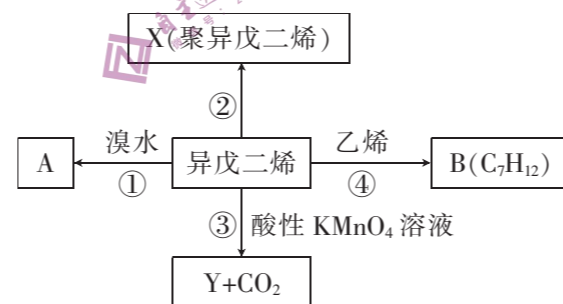 X(聚异戊二烯)
②
溴水
乙烯
A
异戊二烯
B(C₇H₁₂)
①
④
③ 酸性 KMnO₄ 溶液
Y+CO₂